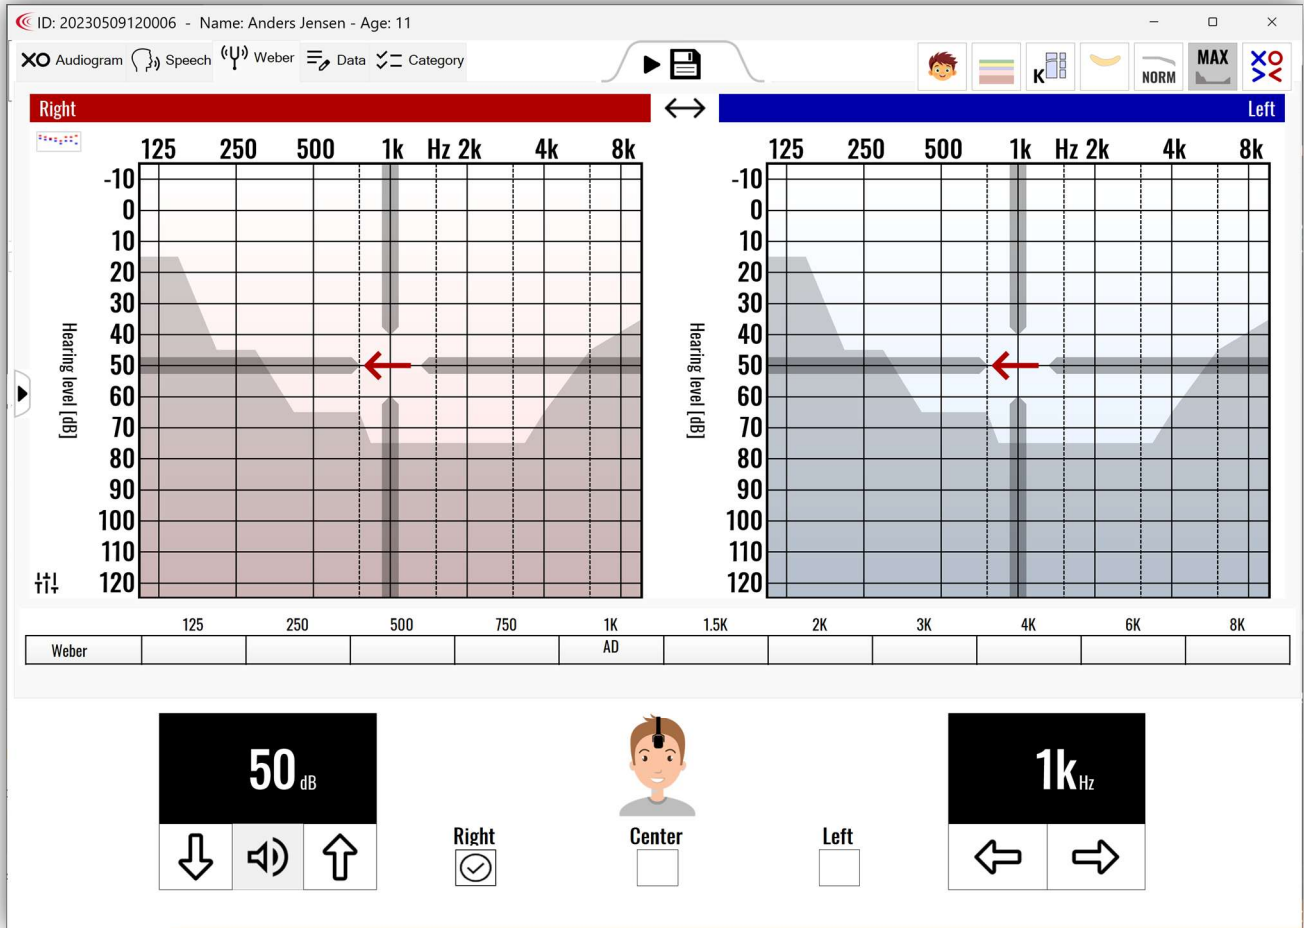 ID: 20230509120006 - Name: Anders Jensen - Age: 11
XO Audiogram Speech Weber Data Category
K NORM MAX XO
Right Left
125 250 500 1k Hz 2k 4k 8k
125 250 500 1k Hz 2k 4k 8k
-10 -10
0 0
10 10
20 20
30 30
40 40
50 50
60 60
70 70
80 80
90 90
100 100
110 110
120 120
Hearing level [dB] Hearing level [dB]
125 250 500 750 1K 1.5K 2K 3K 4K 6K 8K
Weber AD
50 dB
1k Hz
Right Center Left